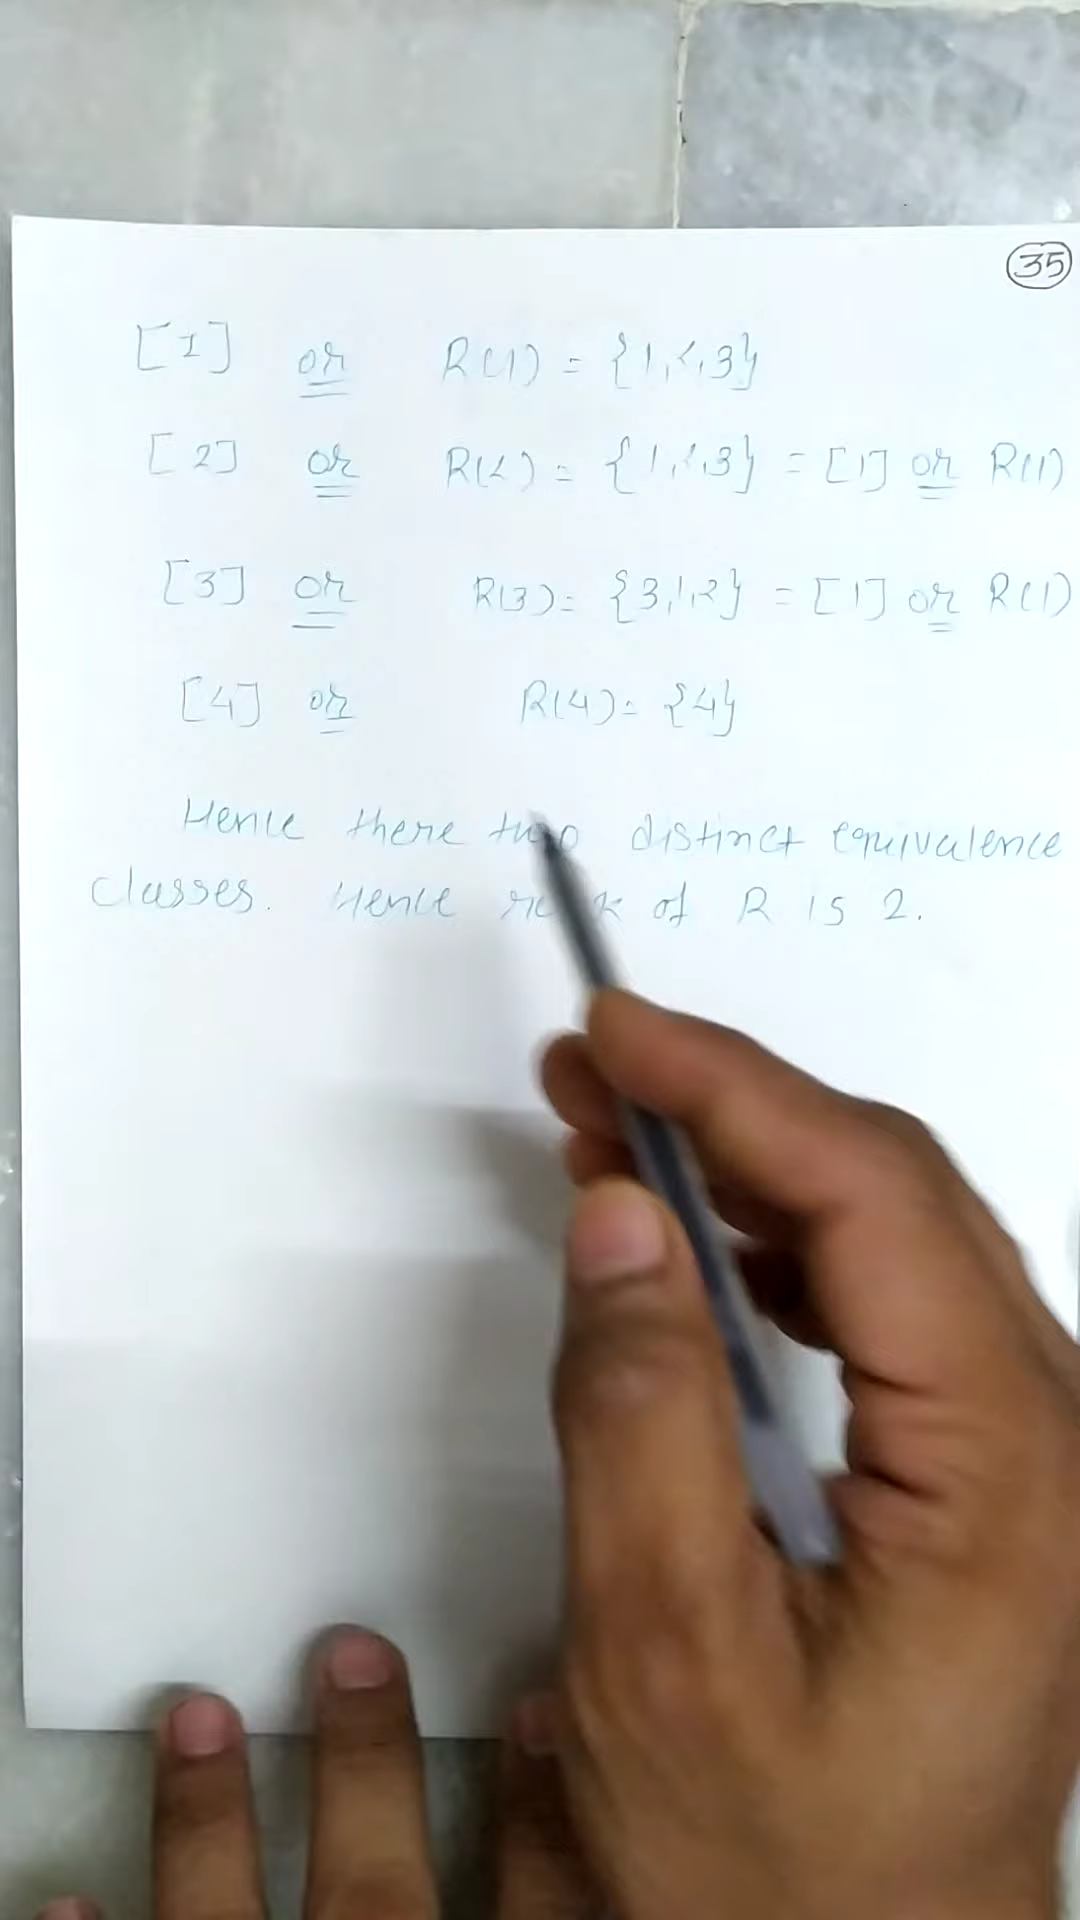 35
[1] or R(1) = {1,2,3}
[2] or R(2) = {1,2,3} = [1] or R(1)
[3] or R(3) = {3,1,2} = [1] or R(1)
[4] or R(4) = {4}
Hence there two distinct equivalence
classes. Hence of R is 2.